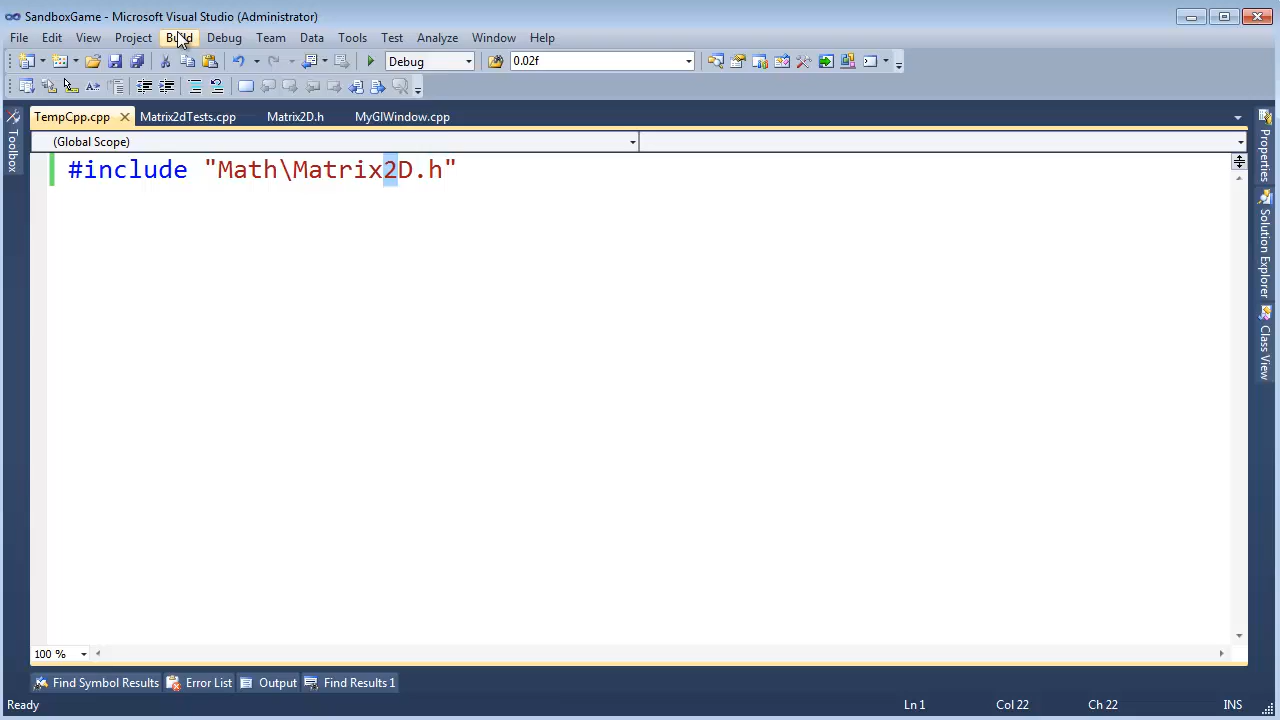 SandboxGame - Microsoft Visual Studio (Administrator)
File Edit View Project Build Debug Team Data Tools Test Analyze Window Help
Debug 0.02f
TempCpp.cpp Matrix2dTests.cpp Matrix2D.h MyGlWindow.cpp
(Global Scope)
#include "Math\Matrix2D.h"
Toolbox
Properties
Solution Explorer
Class View
100 %
Find Symbol Results Error List Output Find Results 1
Ready Ln 1 Col 22 Ch 22 INS